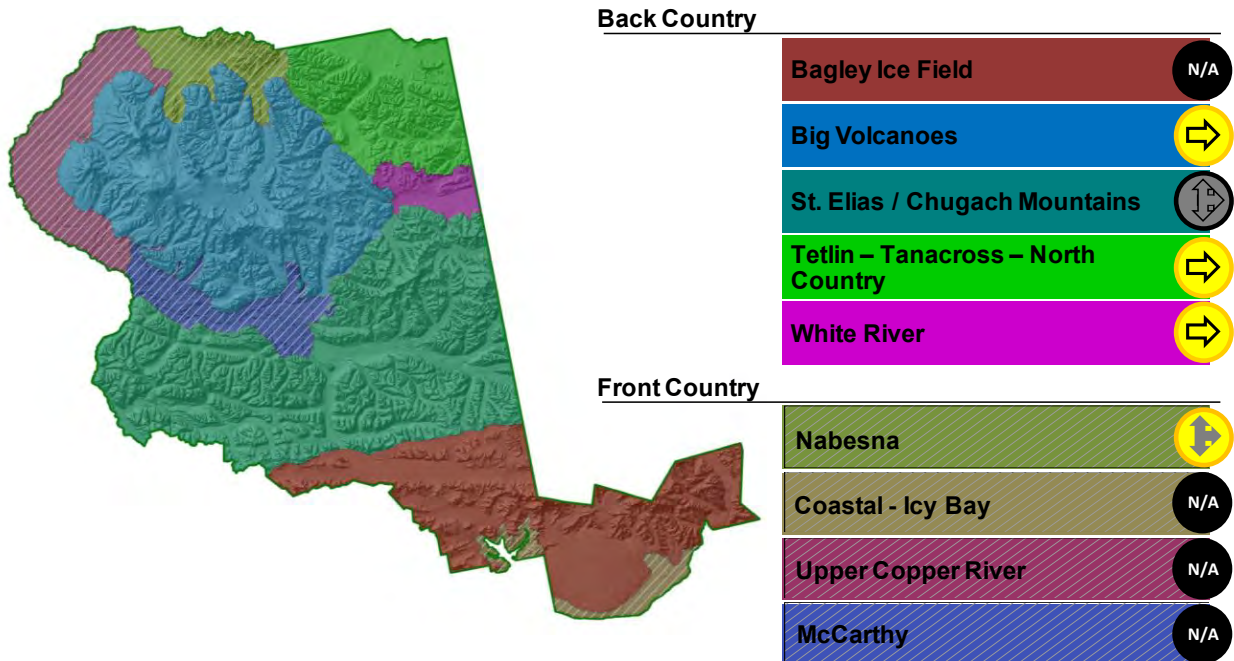 Back Country
Bagley Ice Field
N/A
Big Volcanoes
St. Elias / Chugach Mountains
Tetlin – Tanacross – North
Country
White River
Front Country
Nabesna
Coastal - Icy Bay
N/A
Upper Copper River
N/A
McCarthy
N/A